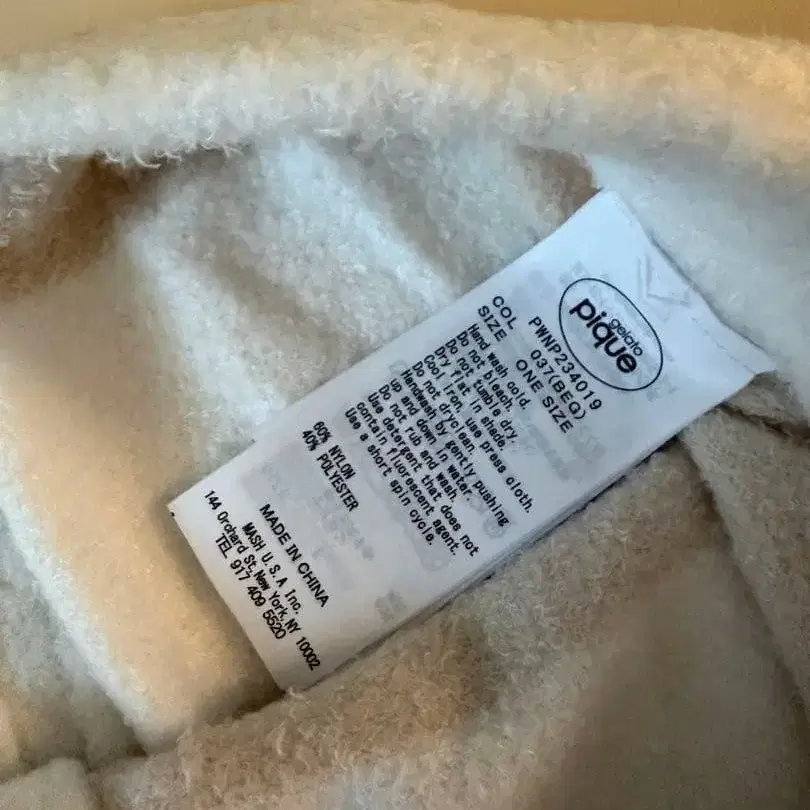 gelato
pique
PWNP234019
COL 037(BEG)
SIZE ONE SIZE
Hand wash cold.
Do not bleach.
Do not tumble dry.
Dry flat in shade.
Cool iron, use press cloth.
Do not dryclean.
Handwash by gently pushing
up and down in water.
Do not rub and wash.
Use detergent that does not
contain fluorescent agent.
Use a short spin cycle.
60% NYLON
40% POLYESTER
MADE IN CHINA
MASH U.S.A Inc.
144 Orchard St, New York, NY 10002
TEL 917 409 5520